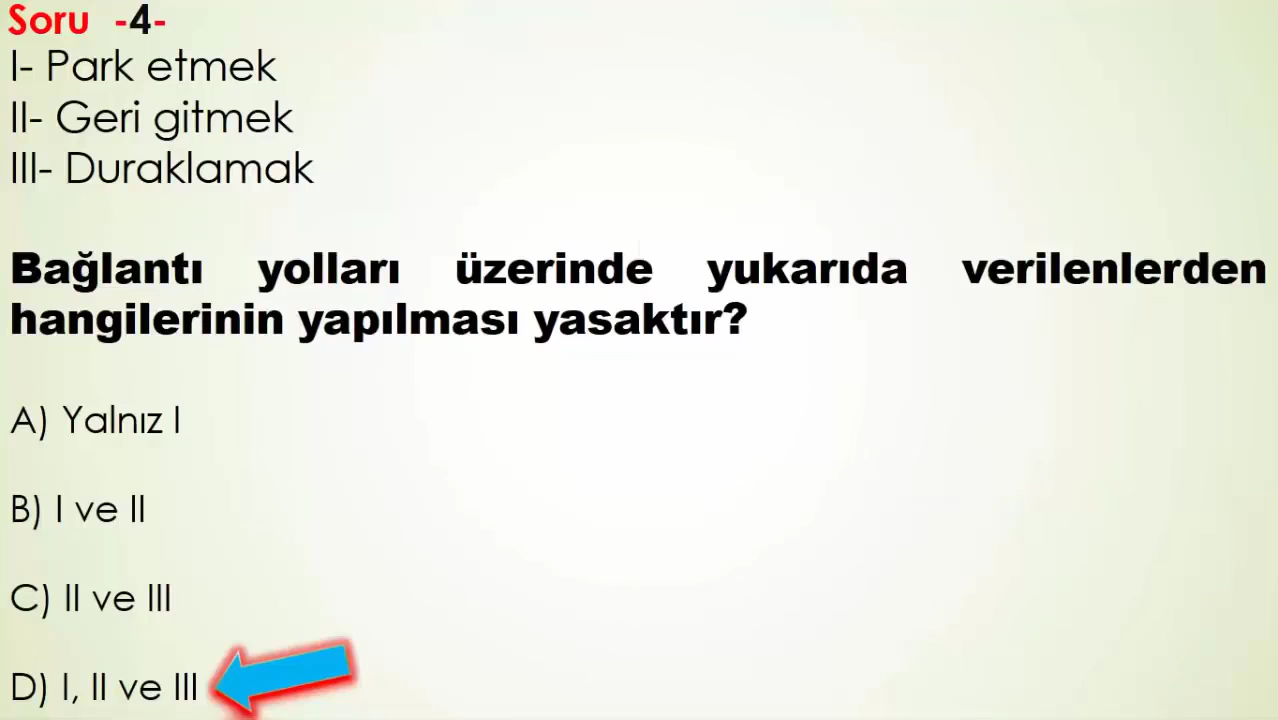 Soru -4-
I- Park etmek
II- Geri gitmek
III- Duraklamak
Bağlantı yolları üzerinde yukarıda verilenlerden
hangilerinin yapılması yasaktır?
A) Yalnız I
B) I ve II
C) II ve III
D) I, II ve III